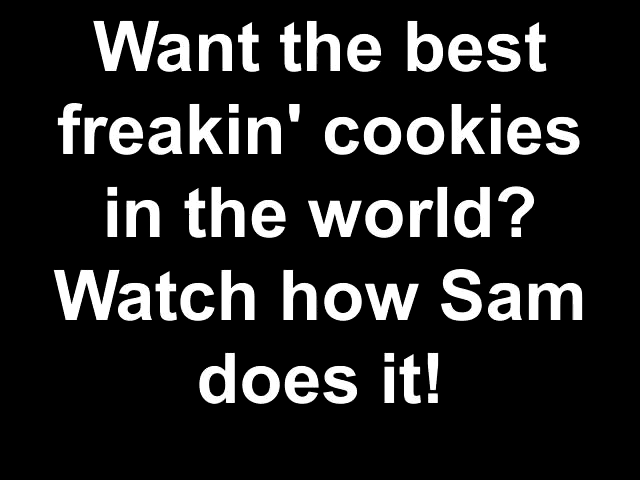 Want the best
freakin' cookies
in the world?
Watch how Sam
does it!